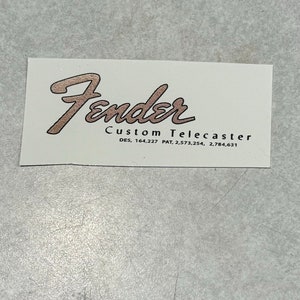 Fender
Custom Telecaster
DES, 164,227 PAT, 2,573,254, 2,784,631